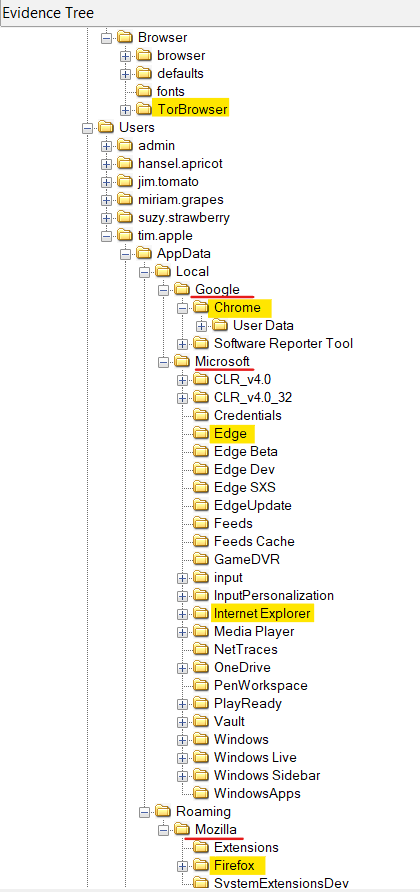 Evidence Tree
Browser
browser
defaults
fonts
TorBrowser
Users
admin
hansel.apricot
jim.tomato
miriam.grapes
suzy.strawberry
tim.apple
AppData
Local
Google
Chrome
User Data
Software Reporter Tool
Microsoft
CLR_v4.0
CLR_v4.0_32
Credentials
Edge
Edge Beta
Edge Dev
Edge SXS
EdgeUpdate
Feeds
Feeds Cache
GameDVR
input
InputPersonalization
Internet Explorer
Media Player
NetTraces
OneDrive
PenWorkspace
PlayReady
Vault
Windows
Windows Live
Windows Sidebar
WindowsApps
Roaming
Mozilla
Extensions
Firefox
SystemExtensionsDev